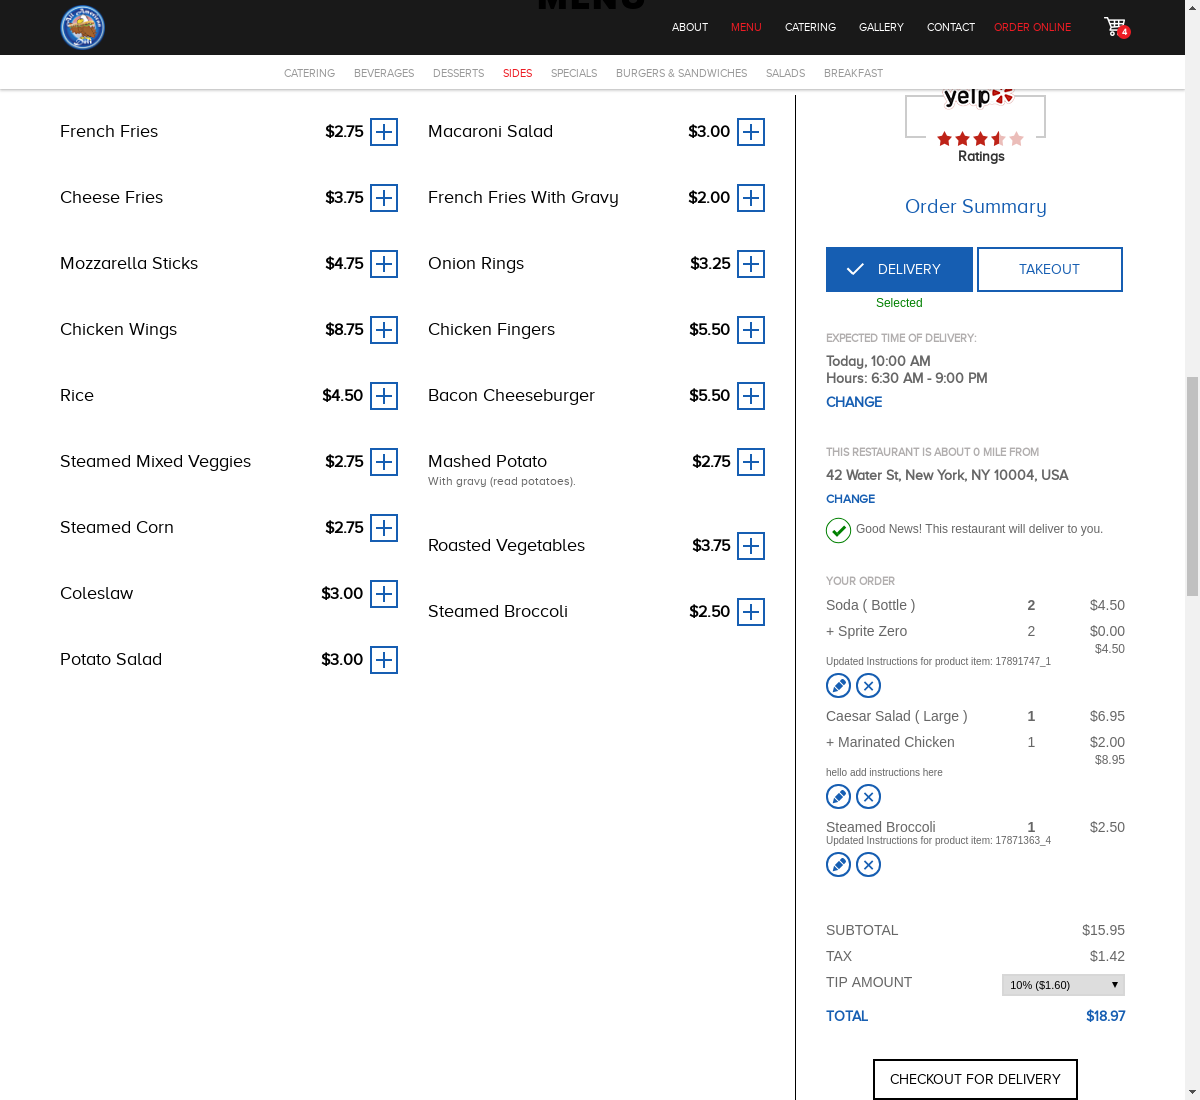 MENU
All American
Deli
ABOUT
MENU
CATERING
GALLERY
CONTACT
ORDER ONLINE
4
CATERING
BEVERAGES
DESSERTS
SIDES
SPECIALS
BURGERS & SANDWICHES
SALADS
BREAKFAST
French Fries $2.75
Cheese Fries $3.75
Mozzarella Sticks $4.75
Chicken Wings $8.75
Rice $4.50
Steamed Mixed Veggies $2.75
Steamed Corn $2.75
Coleslaw $3.00
Potato Salad $3.00
Macaroni Salad $3.00
French Fries With Gravy $2.00
Onion Rings $3.25
Chicken Fingers $5.50
Bacon Cheeseburger $5.50
Mashed Potato $2.75
With gravy (read potatoes).
Roasted Vegetables $3.75
Steamed Broccoli $2.50
yelp
Ratings
Order Summary
DELIVERY
TAKEOUT
Selected
EXPECTED TIME OF DELIVERY:
Today, 10:00 AM
Hours: 6:30 AM - 9:00 PM
CHANGE
THIS RESTAURANT IS ABOUT 0 MILE FROM
42 Water St, New York, NY 10004, USA
CHANGE
Good News! This restaurant will deliver to you.
YOUR ORDER
Soda ( Bottle ) 2 $4.50
+ Sprite Zero 2 $0.00
$4.50
Updated Instructions for product item: 17891747_1
Caesar Salad ( Large ) 1 $6.95
+ Marinated Chicken 1 $2.00
$8.95
hello add instructions here
Steamed Broccoli 1 $2.50
Updated Instructions for product item: 17871363_4
SUBTOTAL $15.95
TAX $1.42
TIP AMOUNT 10% ($1.60)
TOTAL $18.97
CHECKOUT FOR DELIVERY